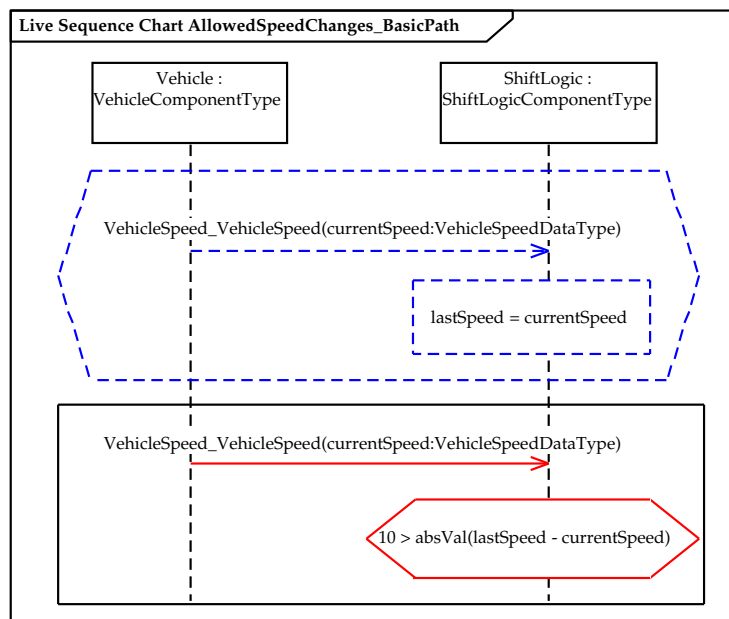 Live Sequence Chart AllowedSpeedChanges_BasicPath
Vehicle :
VehicleComponentType
ShiftLogic :
ShiftLogicComponentType
VehicleSpeed_VehicleSpeed(currentSpeed:VehicleSpeedDataType)
lastSpeed = currentSpeed
VehicleSpeed_VehicleSpeed(currentSpeed:VehicleSpeedDataType)
10 > absVal(lastSpeed - currentSpeed)